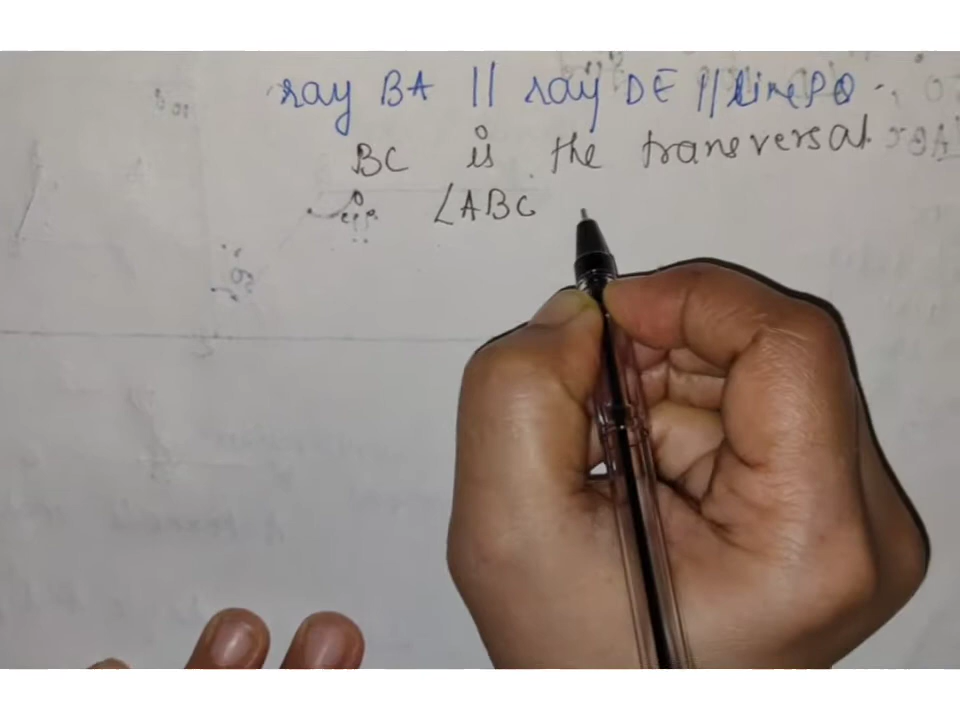 ray BA || ray DE || line PQ.
BC is the transversal.
∠ABC